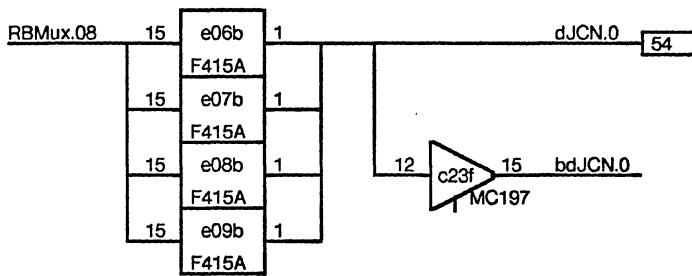 RBMux.08 15 e06b 1 dJCN.0 54
F415A
15 e07b 1
F415A
15 e08b 1 12 c23f 15 bdJCN.0
F415A MC197
15 e09b 1
F415A